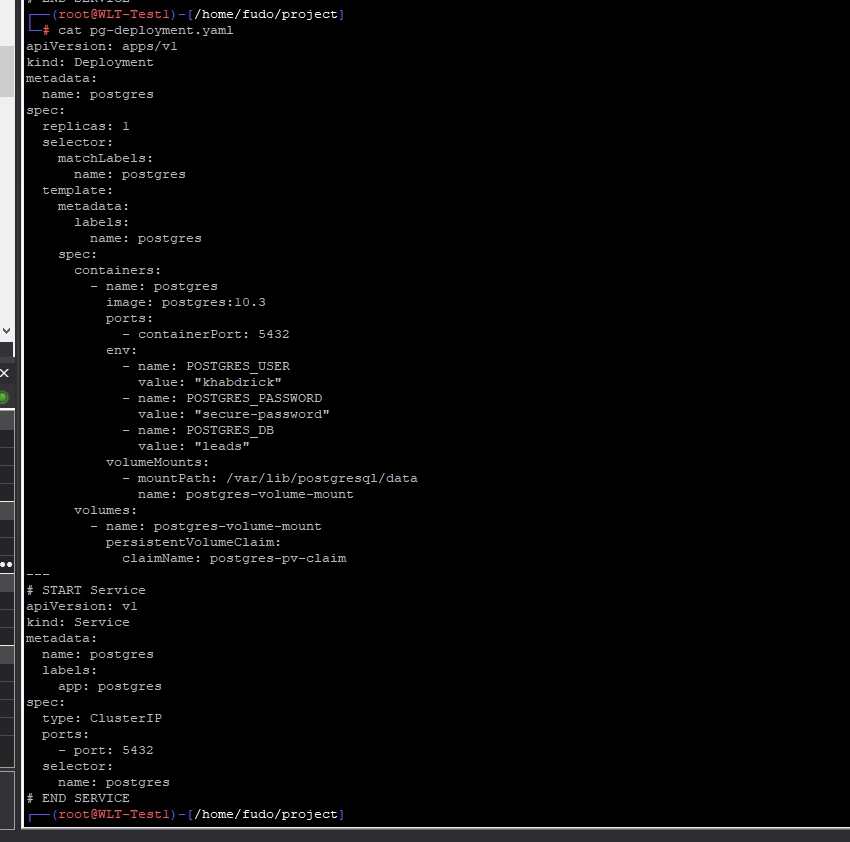 # END SERVICE
┌──(root@WLT-Test1)-[/home/fudo/project]
└─# cat pg-deployment.yaml
apiVersion: apps/v1
kind: Deployment
metadata:
  name: postgres
spec:
  replicas: 1
  selector:
    matchLabels:
      name: postgres
  template:
    metadata:
      labels:
        name: postgres
    spec:
      containers:
        - name: postgres
          image: postgres:10.3
          ports:
            - containerPort: 5432
          env:
            - name: POSTGRES_USER
              value: "khabdrick"
            - name: POSTGRES_PASSWORD
              value: "secure-password"
            - name: POSTGRES_DB
              value: "leads"
          volumeMounts:
            - mountPath: /var/lib/postgresql/data
              name: postgres-volume-mount
      volumes:
        - name: postgres-volume-mount
          persistentVolumeClaim:
            claimName: postgres-pv-claim
---
# START Service
apiVersion: v1
kind: Service
metadata:
  name: postgres
  labels:
    app: postgres
spec:
  type: ClusterIP
  ports:
    - port: 5432
  selector:
    name: postgres
# END SERVICE
┌──(root@WLT-Test1)-[/home/fudo/project]